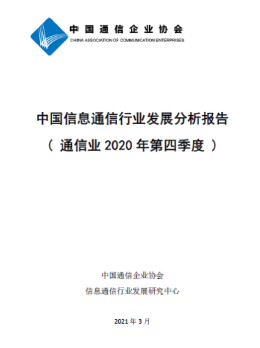 中国通信企业协会
CHINA ASSOCIATION OF COMMUNICATION ENTERPRISES
中国信息通信行业发展分析报告
（ 通信业 2020 年第四季度 ）
中国通信企业协会
信息通信行业发展研究中心
2021 年 3 月